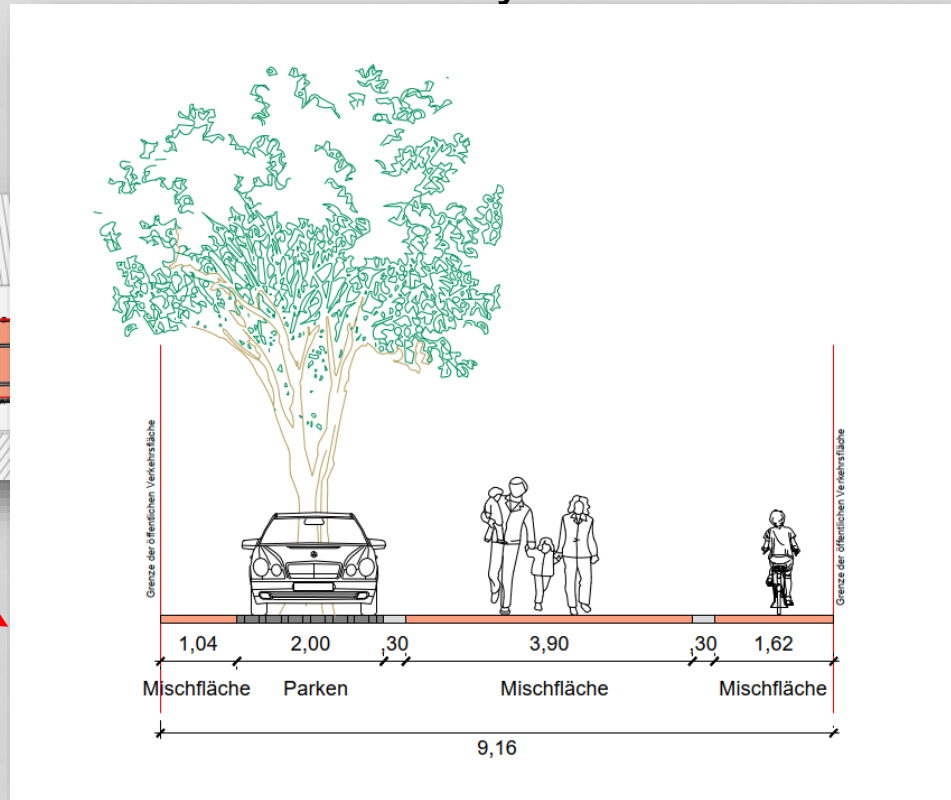 Grenze der öffentlichen Verkehrsfläche
Grenze der öffentlichen Verkehrsfläche
1,04 2,00 ,30 3,90 ,30 1,62
Mischfläche Parken Mischfläche Mischfläche
9,16